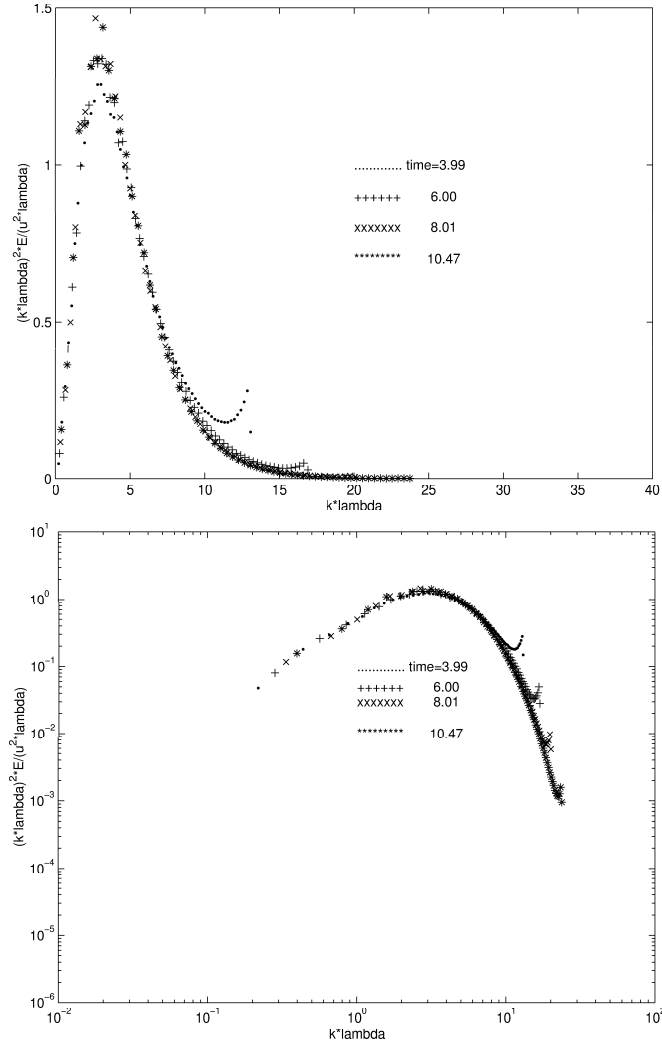 1.5
1
0.5
0
(k*lambda)^2*E/(u^2*lambda)
............. time=3.99
++++++ 6.00
xxxxxxx 8.01
********* 10.47
0 5 10 15 20 25 30 35 40
k*lambda
10^1
10^0
10^−1
10^−2
10^−3
10^−4
10^−5
10^−6
(k*lambda)^2*E/(u^2*lambda)
............. time=3.99
++++++ 6.00
xxxxxxx 8.01
********* 10.47
10^−2 10^−1 10^0 10^1 10^2
k*lambda